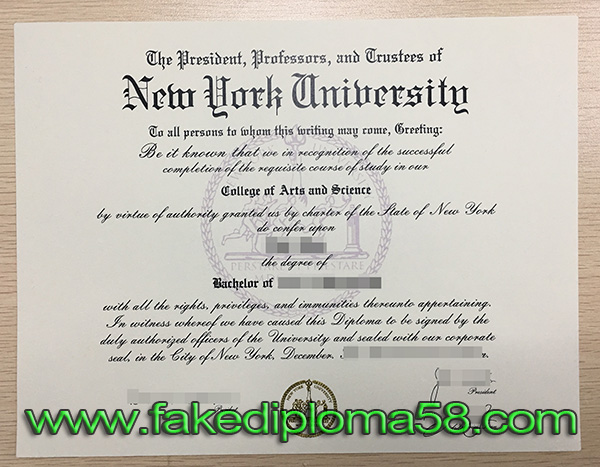 The President, Professors, and Trustees of
New York University
To all persons to whom this writing may come, Greeting:
Be it known that we in recognition of the successful
completion of the requisite course of study in our
College of Arts and Science
by virtue of authority granted us by charter of the State of New York
do confer upon
the degree of
Bachelor of
with all the rights, privileges, and immunities thereunto appertaining.
In witness whereof we have caused this Diploma to be signed by the
duly authorized officers of the University and sealed with our corporate
seal, in the City of New York, December,
President
www.fakediploma58.com